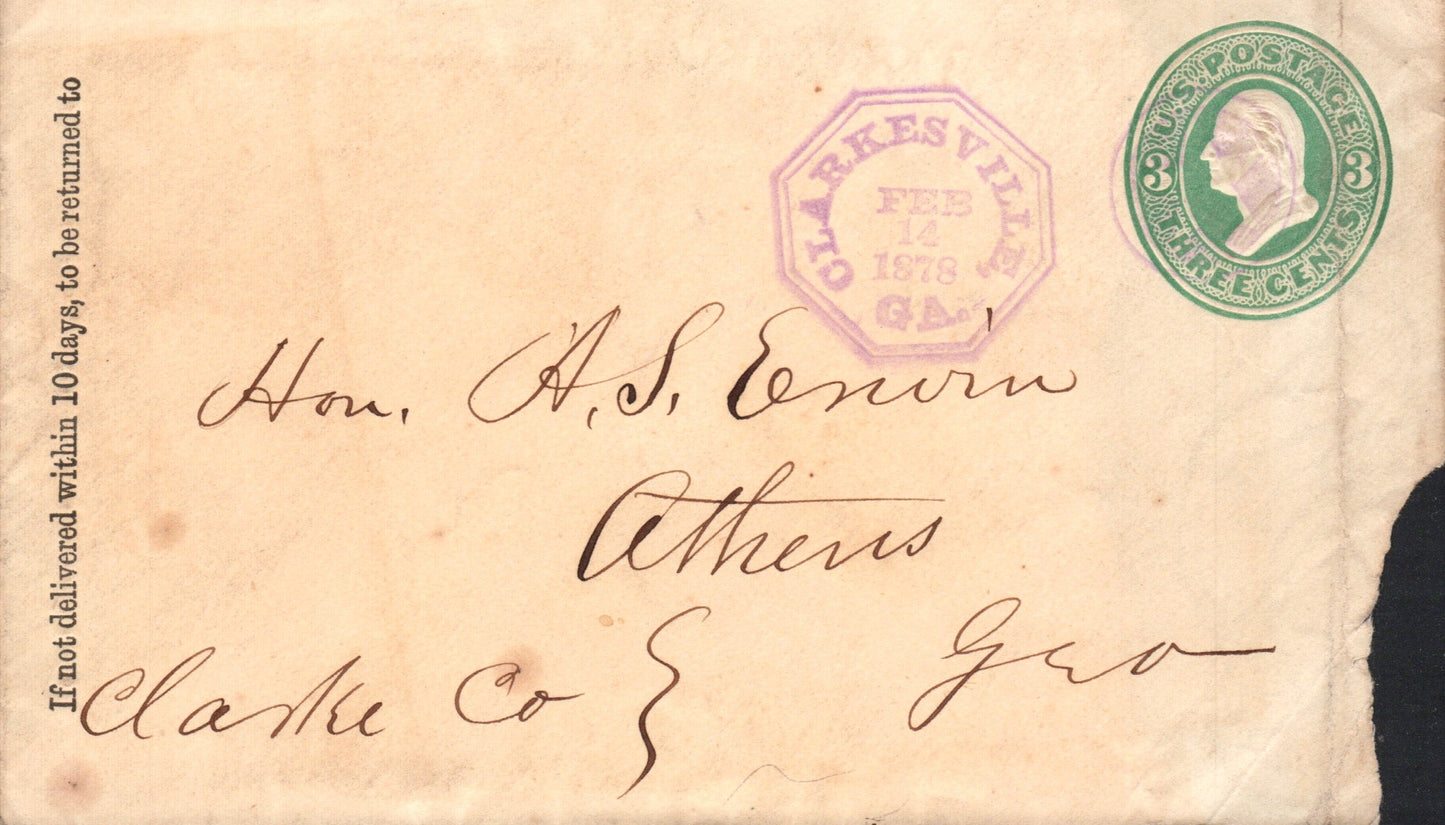 If not delivered within 10 days, to be returned to
CLARKESVILLE, GA.
FEB
14
1878
U.S. POSTAGE
3 3
THREE CENTS
Hon. A. S. Erwin
Athens
Clarke Co Geo